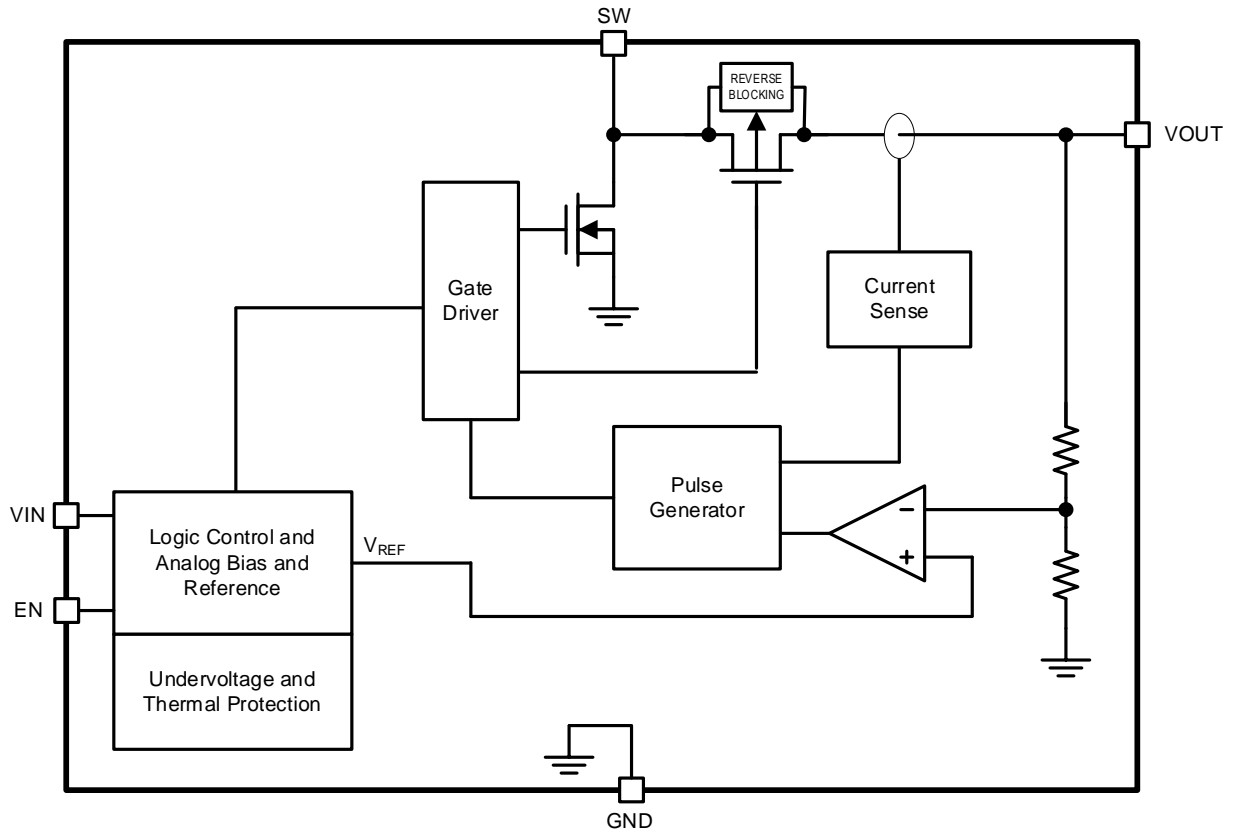 SW
REVERSE
BLOCKING
VOUT
Gate
Driver
Current
Sense
Pulse
Generator
VIN
Logic Control and
Analog Bias and
Reference
VREF
EN
Undervoltage and
Thermal Protection
GND
−
+